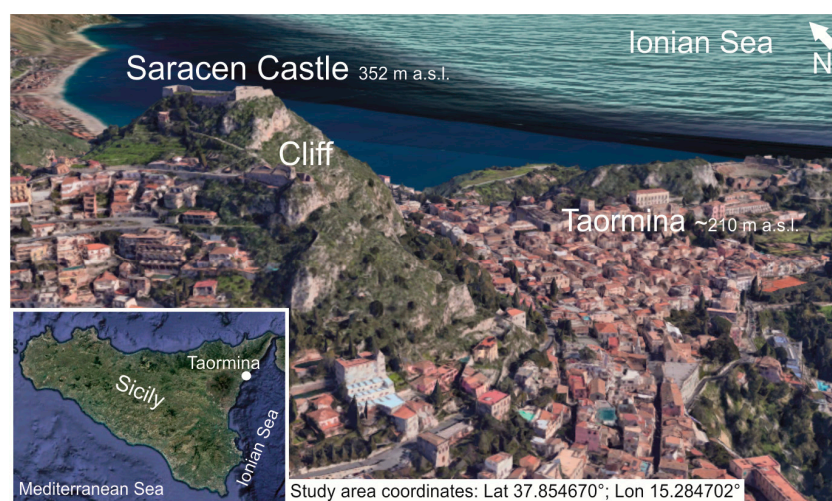 Ionian Sea
N
Saracen Castle 352 m a.s.l.
Cliff
Taormina ~210 m a.s.l.
Taormina
Sicily
Ionian Sea
Mediterranean Sea
Study area coordinates: Lat 37.854670°; Lon 15.284702°